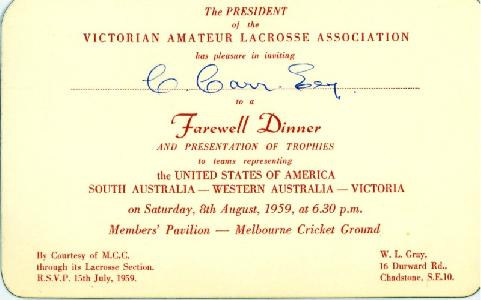 The PRESIDENT
of the
VICTORIAN AMATEUR LACROSSE ASSOCIATION
has pleasure in inviting
C Carr Esq.
to a
Farewell Dinner
AND PRESENTATION OF TROPHIES
to teams representing
the UNITED STATES OF AMERICA
SOUTH AUSTRALIA — WESTERN AUSTRALIA — VICTORIA
on Saturday, 8th August, 1959, at 6.30 p.m.
Members' Pavilion — Melbourne Cricket Ground
By Courtesy of M.C.C.
through its Lacrosse Section.
R.S.V.P. 15th July, 1959.
W. L. Gray,
16 Durward Rd.,
Chadstone, S.E.10.